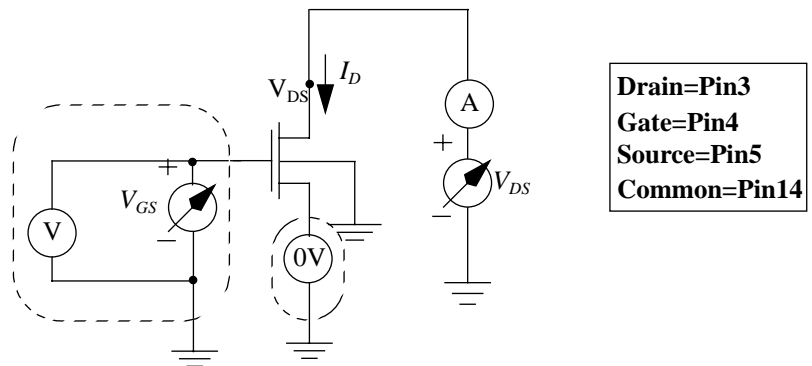 I_D
V_DS
A
+
+
V_GS
V
−
0V
V_DS
−
Drain=Pin3
Gate=Pin4
Source=Pin5
Common=Pin14